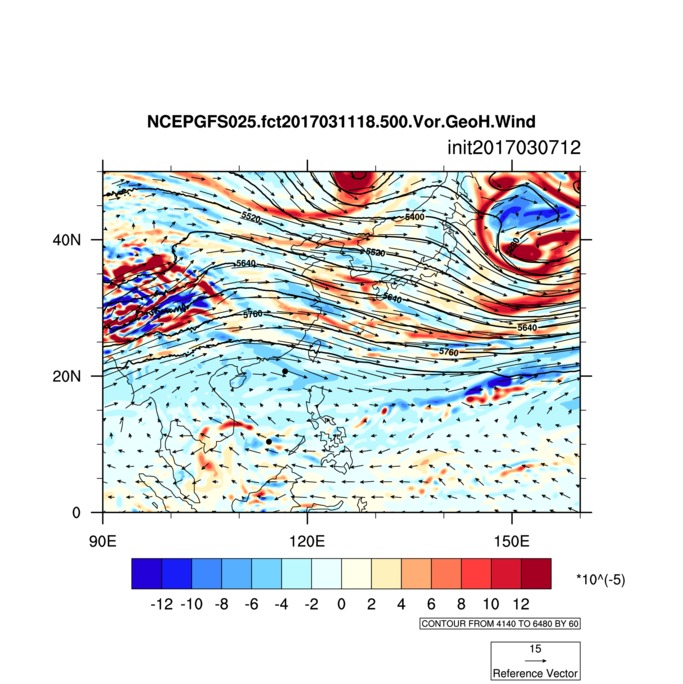 NCEPGFS025.fct2017031118.500.Vor.GeoH.Wind
init2017030712
5520
5400
40N
5520
5640
5640
5760
5640
5760
20N
0
90E 120E 150E
-12 -10 -8 -6 -4 -2 0 2 4 6 8 10 12
*10^(-5)
CONTOUR FROM 4140 TO 6480 BY 60
15
Reference Vector